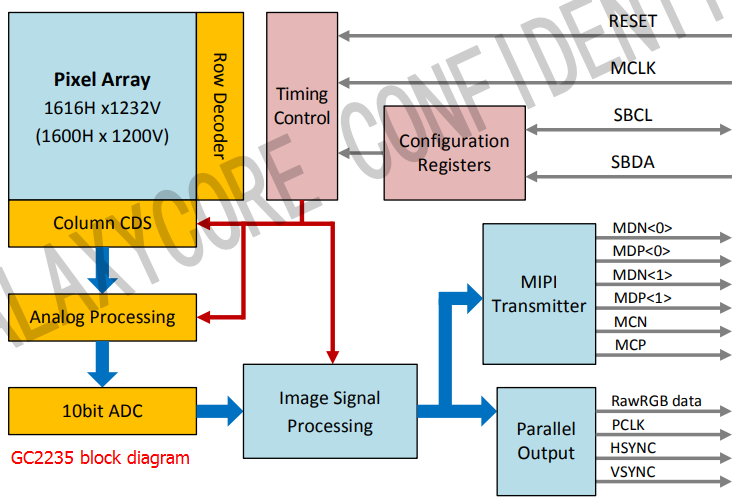 Pixel Array
1616H x1232V
(1600H x 1200V)
Row Decoder
Timing
Control
RESET
MCLK
SBCL
SBDA
Configuration
Registers
Column CDS
Analog Processing
10bit ADC
Image Signal
Processing
MIPI
Transmitter
MDN<0>
MDP<0>
MDN<1>
MDP<1>
MCN
MCP
Parallel
Output
RawRGB data
PCLK
HSYNC
VSYNC
GC2235 block diagram
ALAXYCORE CONFIDENTI